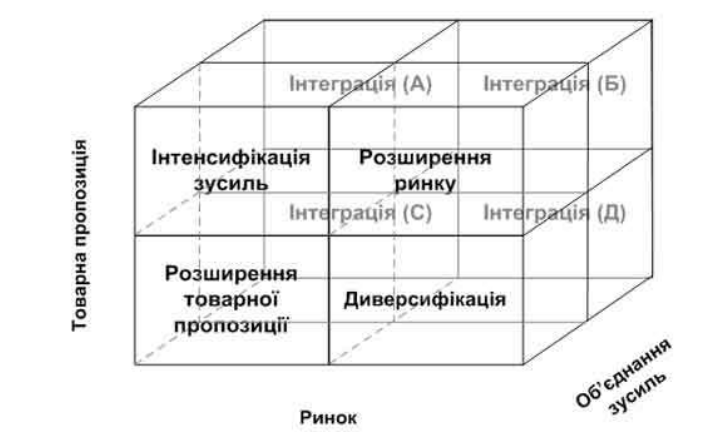 Інтеграція (А)
Інтеграція (Б)
Інтенсифікація
зусиль
Розширення
ринку
Інтеграція (С)
Інтеграція (Д)
Розширення
товарної
пропозиції
Диверсифікація
Товарна пропозиція
Ринок
Об'єднання
зусиль